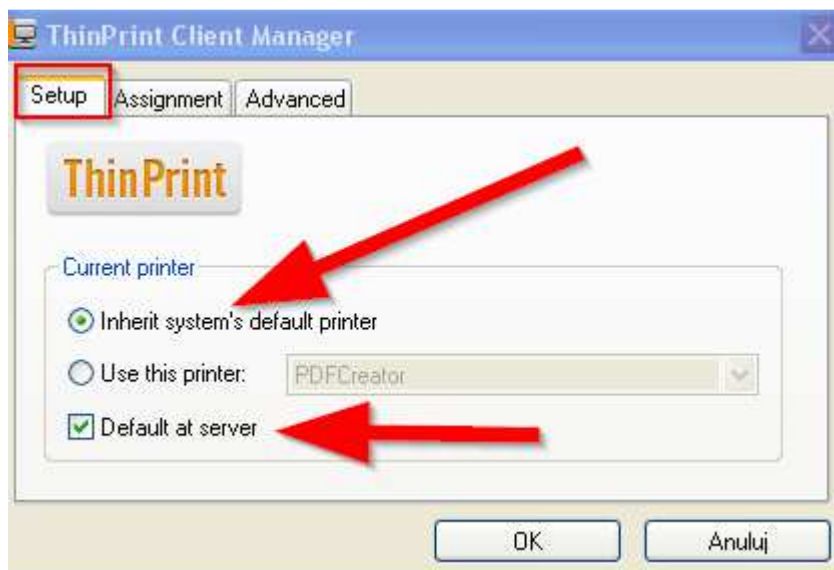 ThinPrint Client Manager
Setup Assignment Advanced
ThinPrint
Current printer
Inherit system's default printer
Use this printer: PDFCreator
Default at server
OK Anuluj